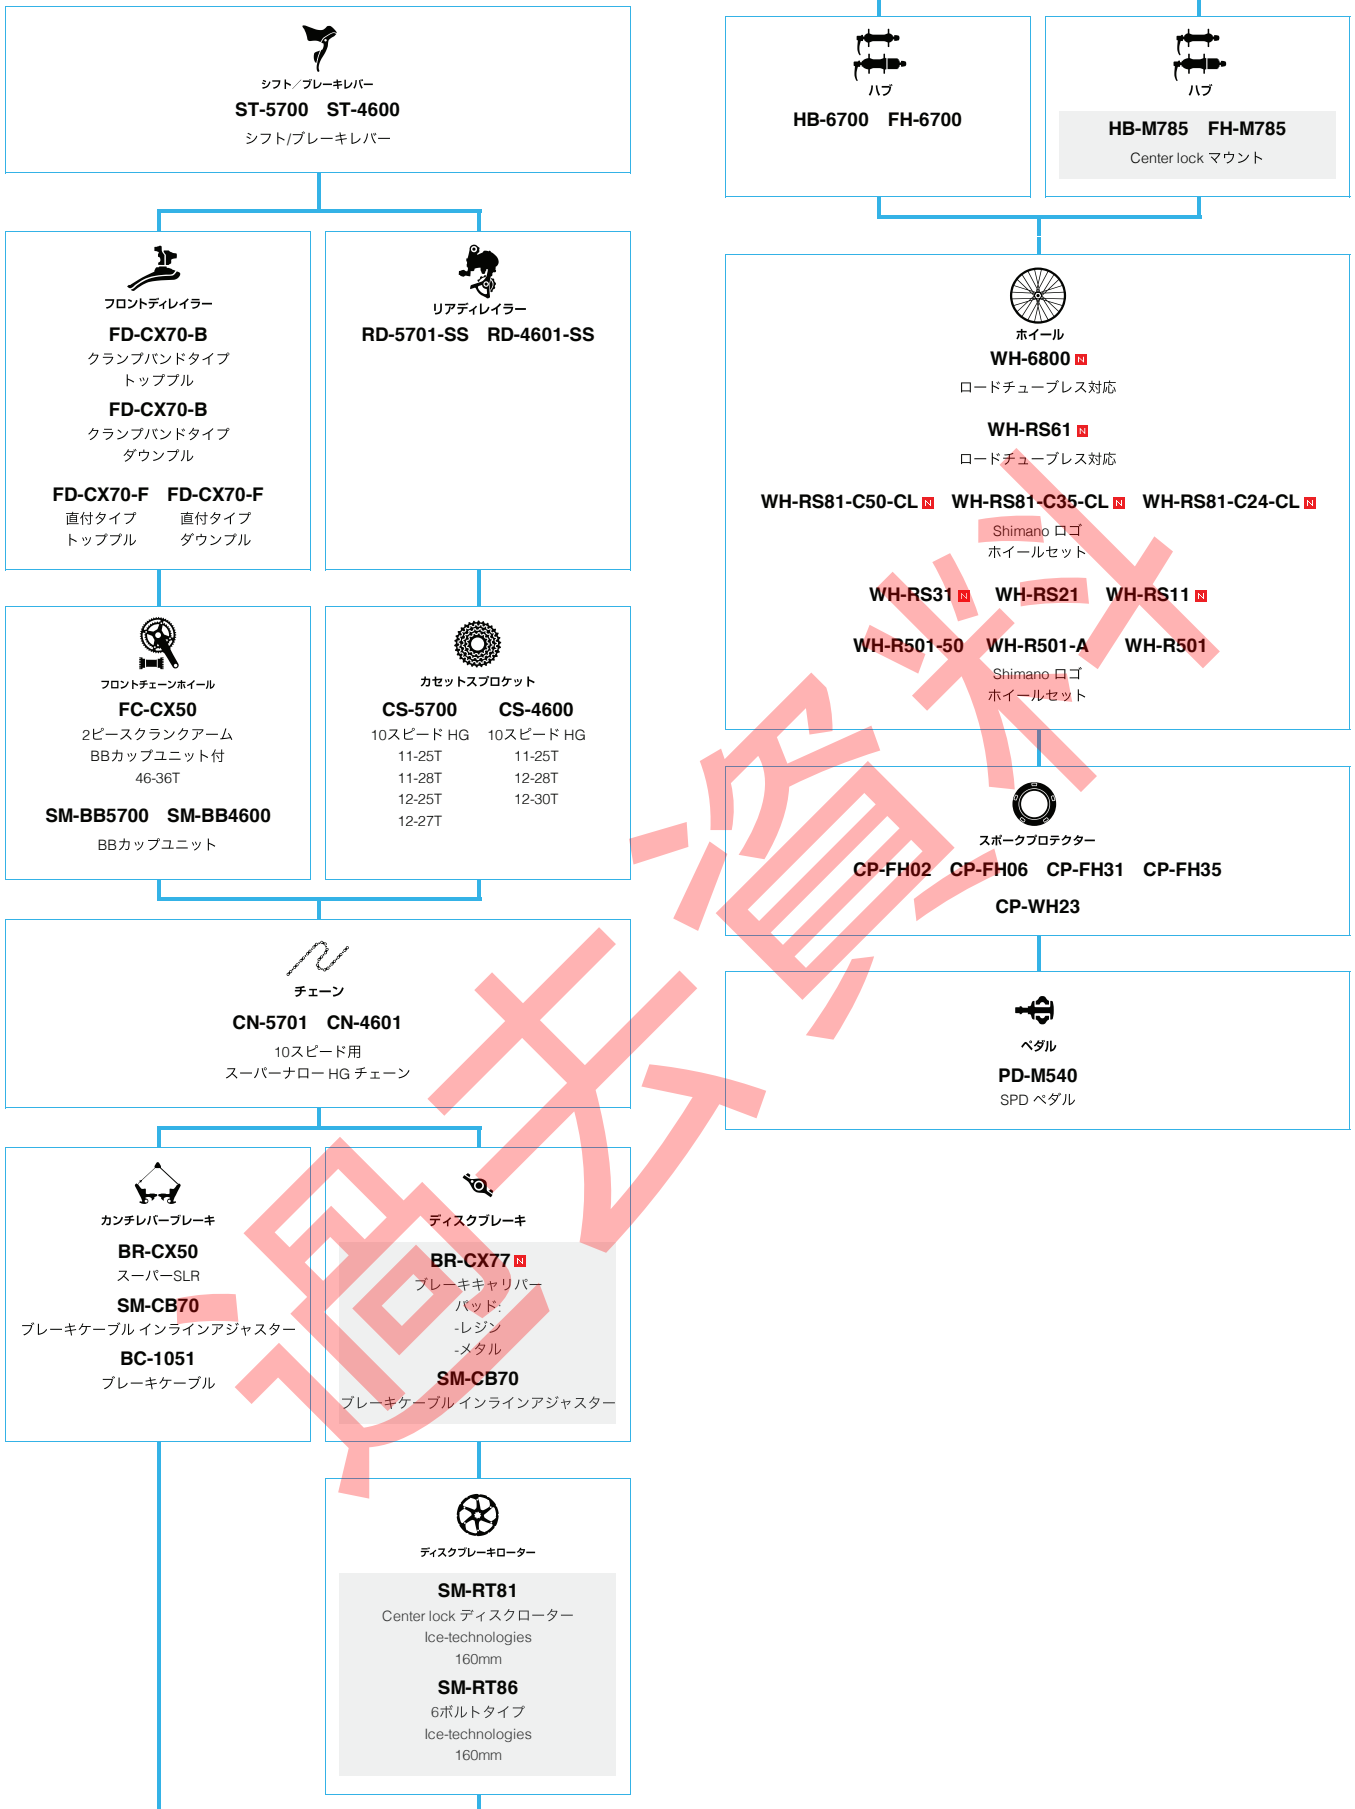 シフト／ブレーキレバー
ST-5700 ST-4600
シフト/ブレーキレバー
フロントディレイラー
FD-CX70-B
クランプバンドタイプ
トッププル
FD-CX70-B
クランプバンドタイプ
ダウンプル
FD-CX70-F FD-CX70-F
直付タイプ 直付タイプ
トッププル ダウンプル
リアディレイラー
RD-5701-SS RD-4601-SS
フロントチェーンホイール
FC-CX50
2ピースクランクアーム
BBカップユニット付
46-36T
SM-BB5700 SM-BB4600
BBカップユニット
カセットスプロケット
CS-5700 CS-4600
10スピード HG 10スピード HG
11-25T 11-25T
11-28T 12-28T
12-25T 12-30T
12-27T
チェーン
CN-5701 CN-4601
10スピード用
スーパーナロー HG チェーン
カンチレバーブレーキ
BR-CX50
スーパーSLR
SM-CB70
ブレーキケーブル インラインアジャスター
BC-1051
ブレーキケーブル
ディスクブレーキ
BR-CX77 N
ブレーキキャリパー
パッド:
-レジン
-メタル
SM-CB70
ブレーキケーブル インラインアジャスター
ディスクブレーキローター
SM-RT81
Center lock ディスクローター
Ice-technologies
160mm
SM-RT86
6ボルトタイプ
Ice-technologies
160mm
ハブ
HB-6700 FH-6700
ハブ
HB-M785 FH-M785
Center lock マウント
ホイール
WH-6800 N
ロードチューブレス対応
WH-RS61 N
ロードチューブレス対応
WH-RS81-C50-CL N WH-RS81-C35-CL N WH-RS81-C24-CL N
Shimano ロゴ
ホイールセット
WH-RS31 N WH-RS21 WH-RS11 N
WH-R501-50 WH-R501-A WH-R501
Shimano ロゴ
ホイールセット
スポークプロテクター
CP-FH02 CP-FH06 CP-FH31 CP-FH35
CP-WH23
ペダル
PD-M540
SPD ペダル
過去資料